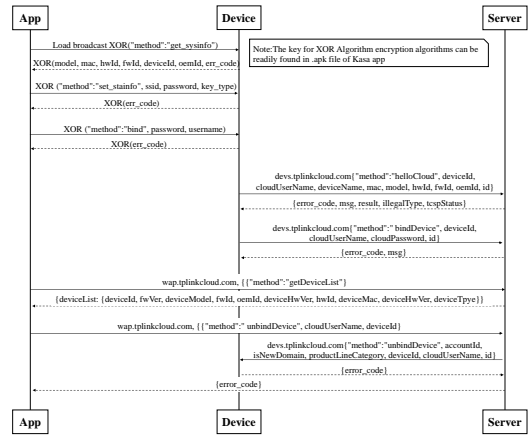 App
Device
Server
Load broadcast XOR("method":"get_sysinfo")
Note:The key for XOR Algorithm encryption algorithms can be
readily found in .apk file of Kasa app
XOR(model, mac, hwId, fwId, deviceId, oemId, err_code)
XOR ("method":"set_stainfo", ssid, password, key_type)
XOR(err_code)
XOR ("method":"bind", password, username)
XOR(err_code)
devs.tplinkcloud.com{"method":"helloCloud", deviceId,
cloudUserName, deviceName, mac, model, hwId, fwId, oemId, id}
{error_code, msg, result, illegalType, tcspStatus}
devs.tplinkcloud.com{"method":" bindDevice", deviceId,
cloudUserName, cloudPassword, id}
{error_code, msg}
wap.tplinkcloud.com, {{"method":"getDeviceList"}
{deviceList: {deviceId, fwVer, deviceModel, fwId, oemId, deviceHwVer, hwId, deviceMac, deviceHwVer, deviceTpye}}
wap.tplinkcloud.com, {{"method":" unbindDevice", cloudUserName, deviceId}
devs.tplinkcloud.com{"method":"unbindDevice", accountId,
isNewDomain, productLineCategory, deviceId, cloudUserName, id}
{error_code}
{error_code}
App
Device
Server